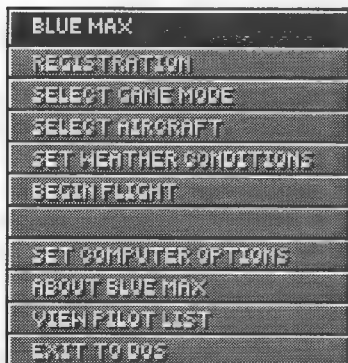 BLUE MAX
REGISTRATION
SELECT GAME MODE
SELECT AIRCRAFT
SET WEATHER CONDITIONS
BEGIN FLIGHT
SET COMPUTER OPTIONS
ABOUT BLUE MAX
VIEW PILOT LIST
EXIT TO DOS